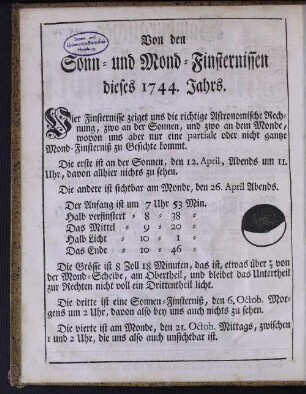 Von den
Sonn- und Mond-Finsternissen
dieses 1744. Jahrs.
Vier Finsternisse zeiget uns die richtige Astronomische Rech-
nung, zwo an der Sonnen, und zwo an dem Monde,
wovon uns aber nur eine partiale oder nicht gantze
Mond-Finsterniß zu Gesichte kommt.
Die erste ist an der Sonnen, den 12. April, Abends um 11.
Uhr, davon allhier nichts zu sehen.
Die andere ist sichtbar am Monde, den 26. April Abends.
Der Anfang ist um 7 Uhr 53 Min.
Halb verfinstert - 8 - 38 -
Das Mittel - 9 - 20 -
Halb Licht - 10 - 1 -
Das Ende - 10 - 46 -
Die Grösse ist 8 Zoll 18 Minuten, das ist, etwas über ⅔ von
der Mond-Scheibe, am Obertheil, und bleibet das Untertheil
zur Rechten nicht voll ein Drittentheil licht.
Die dritte ist eine Sonnen-Finsterniß, den 6. Octob. Mor-
gens um 2 Uhr, davon also bey uns auch nichts zu sehen.
Die vierte ist am Monde, den 21. Octob. Mittags, zwischen
1 und 2 Uhr, die uns also auch unsichtbar ist.